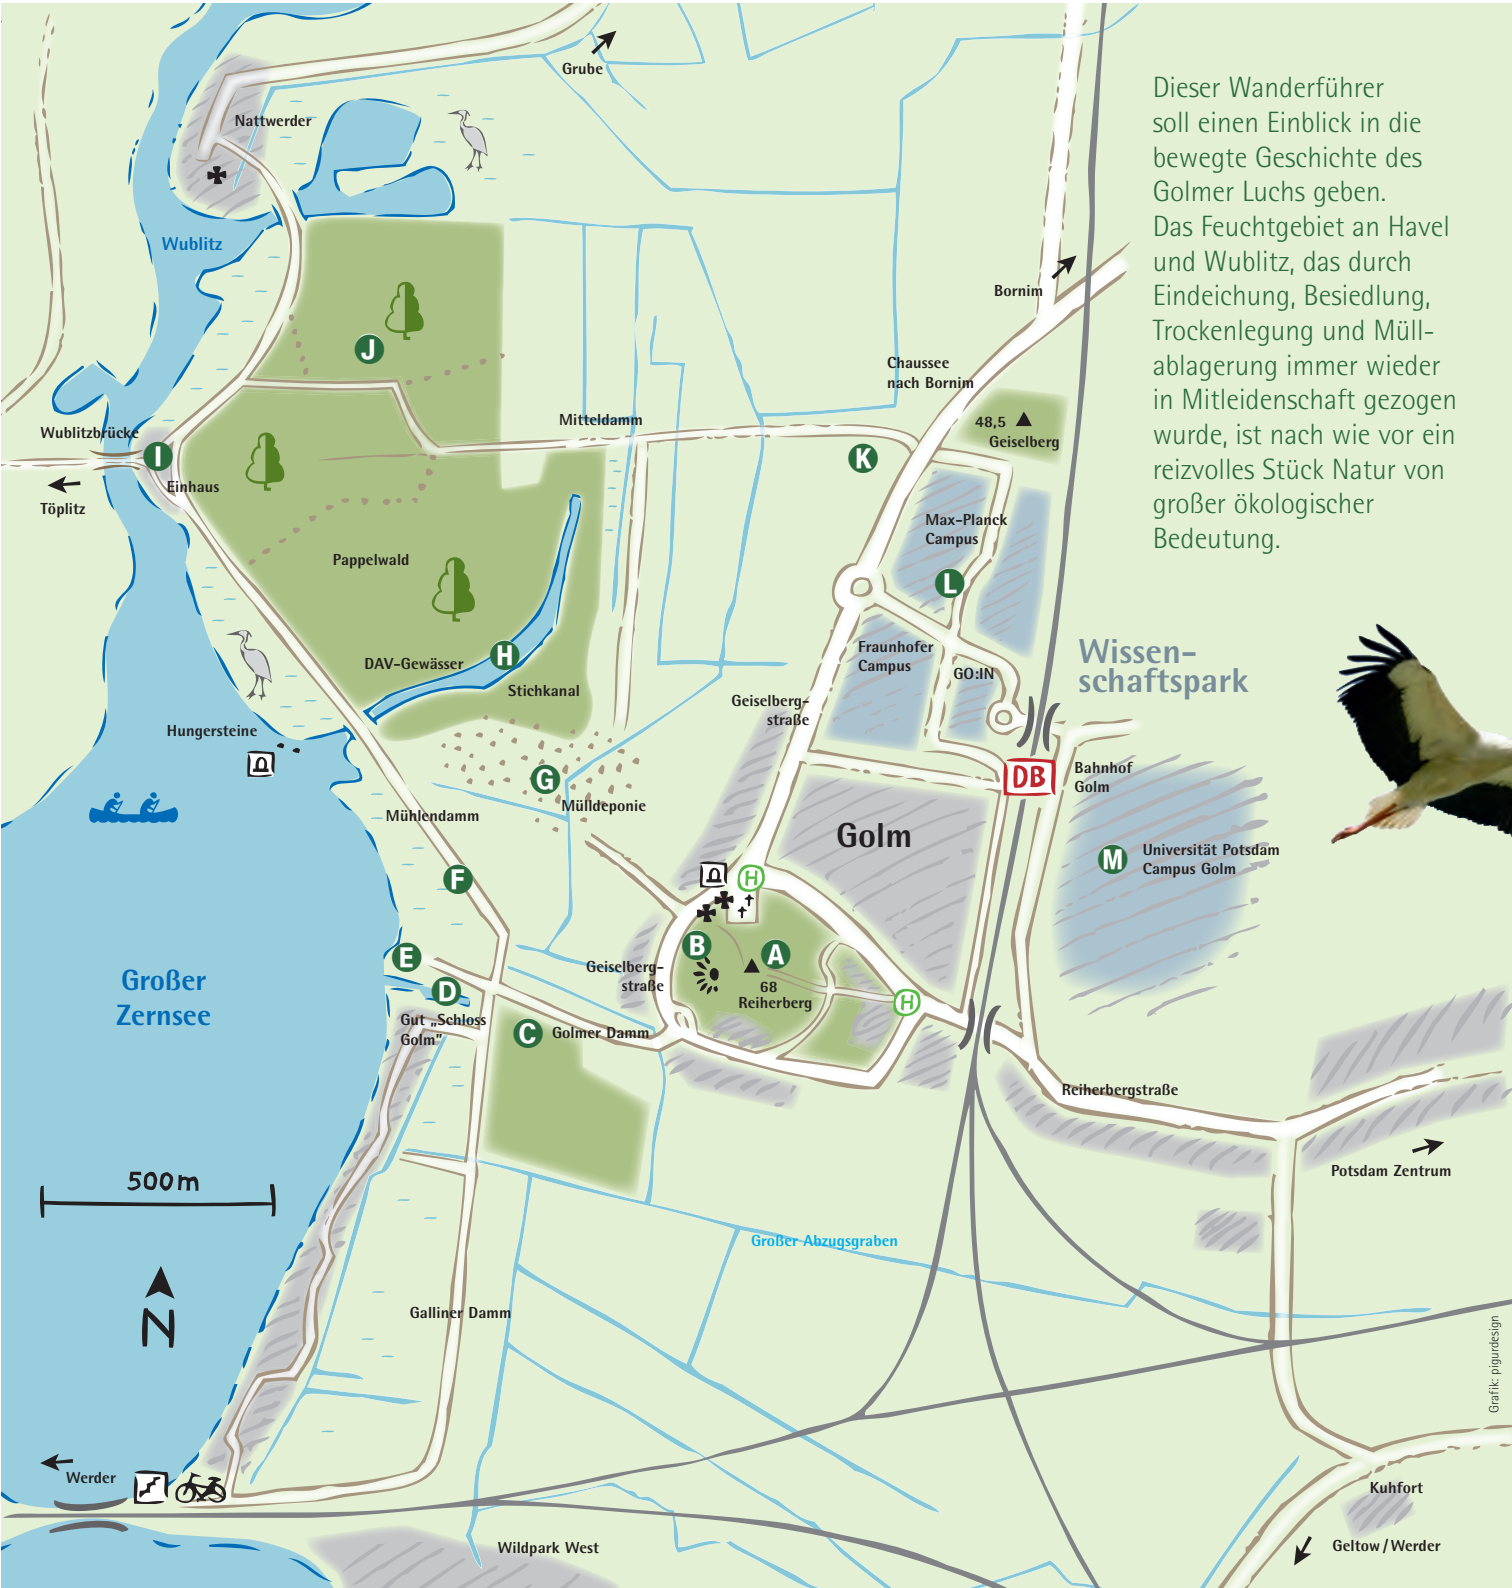 Grube
Dieser Wanderführer
soll einen Einblick in die
bewegte Geschichte des
Golmer Luchs geben.
Das Feuchtgebiet an Havel
und Wublitz, das durch
Eindeichung, Besiedlung,
Trockenlegung und Müll-
ablagerung immer wieder
in Mitleidenschaft gezogen
wurde, ist nach wie vor ein
reizvolles Stück Natur von
großer ökologischer
Bedeutung.
Nattwerder
Wublitz
Bornim
J
Chaussee
nach Bornim
Mitteldamm
48,5
Geiselberg
Wublitzbrücke
I
K
Einhaus
Töplitz
Max-Planck
Campus
Pappelwald
L
DAV-Gewässer
H
Stichkanal
Fraunhofer
Campus
GO:IN
Wissen-
schaftspark
Geiselberg-
straße
Hungersteine
G
Mülldeponie
DB
Bahnhof
Golm
Mühlendamm
Golm
M
Universität Potsdam
Campus Golm
F
H
B
A
E
Geiselberg-
straße
68
Reiherberg
H
Großer
Zernsee
D
Gut „Schloss
Golm"
C
Golmer Damm
Reiherbergstraße
Potsdam Zentrum
500m
Großer Abzugsgraben
N
Galliner Damm
Grafik: pigurdesign
Werder
Kuhfort
Wildpark West
Geltow/Werder